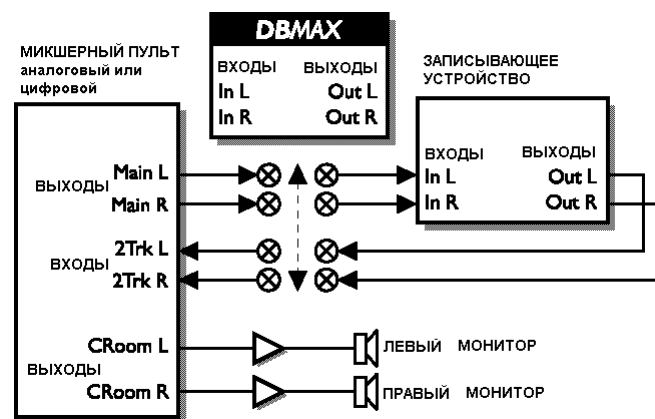 МИКШЕРНЫЙ ПУЛЬТ
аналоговый или
цифровой
DBMAX
ВХОДЫ ВЫХОДЫ
In L Out L
In R Out R
ЗАПИСЫВАЮЩЕЕ
УСТРОЙСТВО
ВХОДЫ ВЫХОДЫ
In L Out L
In R Out R
Main L
ВЫХОДЫ
Main R
2Trk L
ВХОДЫ
2Trk R
CRoom L
ВЫХОДЫ
CRoom R
ЛЕВЫЙ МОНИТОР
ПРАВЫЙ МОНИТОР